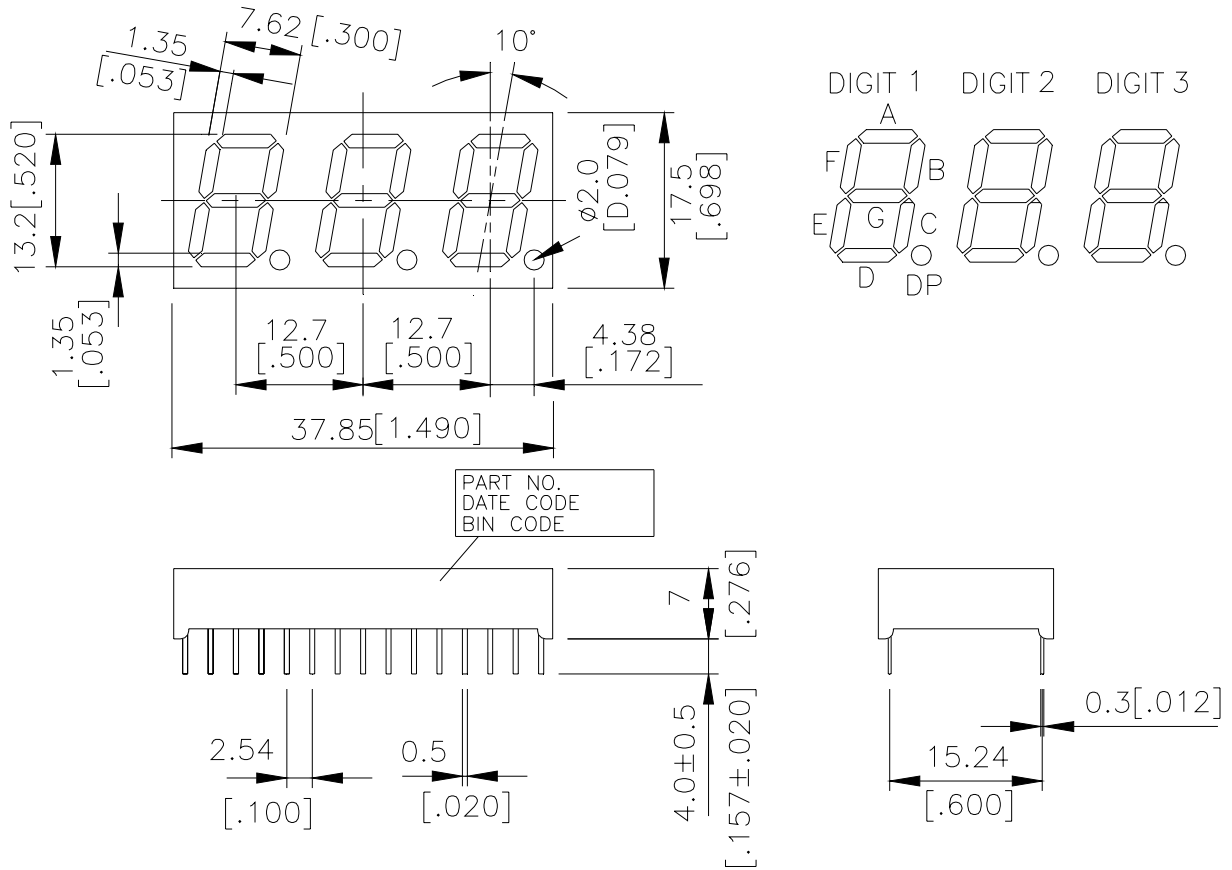 7.62 [.300]
1.35
[.053]
10°
DIGIT 1 DIGIT 2 DIGIT 3
A
F
B
G
E
C
D
DP
13.2[.520]
ø2.0
[D.079]
17.5
[.698]
1.35
[.053]
12.7
[.500]
12.7
[.500]
4.38
[.172]
37.85[1.490]
PART NO.
DATE CODE
BIN CODE
7
[.276]
2.54
[.100]
0.5
[.020]
4.0±0.5
[.157±.020]
0.3[.012]
15.24
[.600]